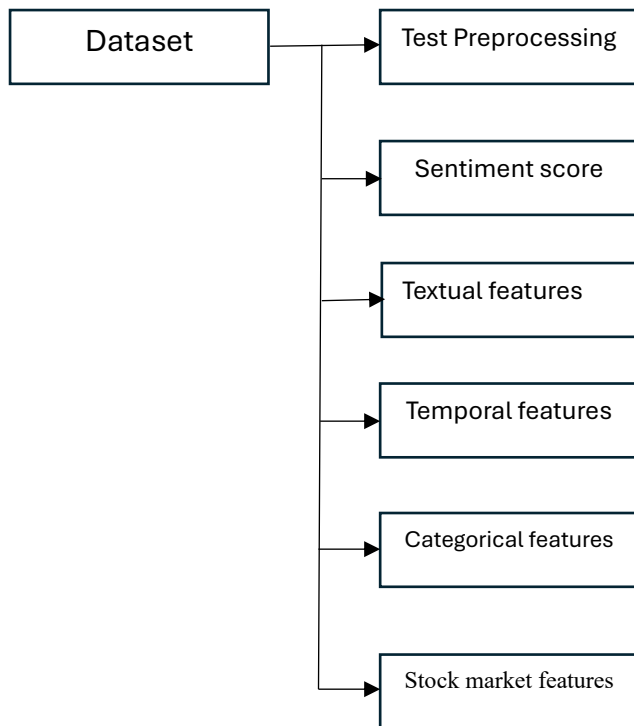 Dataset
Test Preprocessing
Sentiment score
Textual features
Temporal features
Categorical features
Stock market features